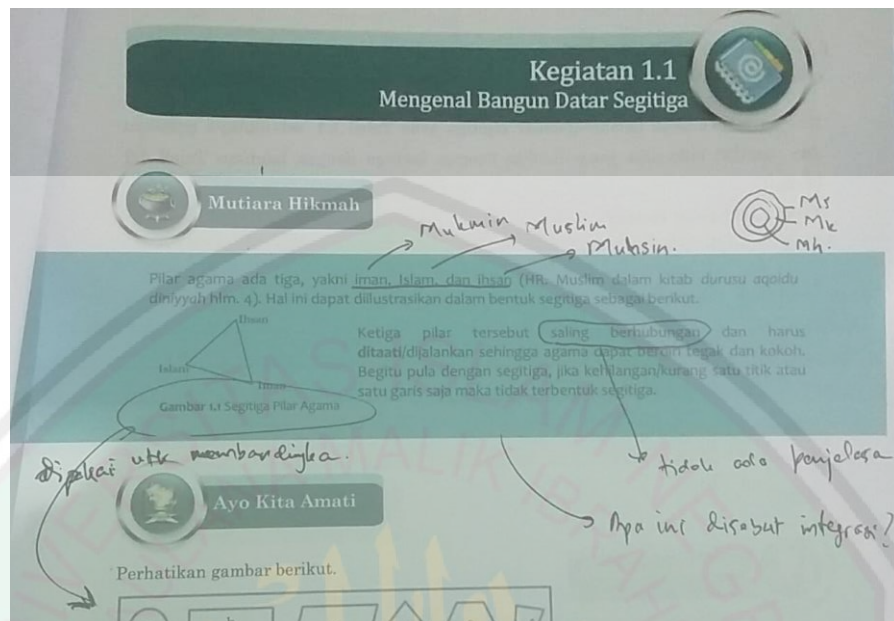 Kegiatan 1.1
Mengenal Bangun Datar Segitiga
Mutiara Hikmah
Mukmin Muslim Muhsin.
Ms
Mk
Mh.
Pilar agama ada tiga, yakni iman, Islam, dan ihsan (HR. Muslim dalam kitab durusu aqoidu
diniyyah hlm. 4). Hal ini dapat diilustrasikan dalam bentuk segitiga sebagai berikut.
Ihsan
Islam
Iman
Gambar 1.1 Segitiga Pilar Agama
Ketiga pilar tersebut saling berhubungan dan harus
ditaati/dijalankan sehingga agama dapat berdiri tegak dan kokoh.
Begitu pula dengan segitiga, jika kehilangan/kurang satu titik atau
satu garis saja maka tidak terbentuk segitiga.
dipakai utk membandingka.
tidak ada penjelasa
Apa ini disebut integrasi?
Ayo Kita Amati
Perhatikan gambar berikut.